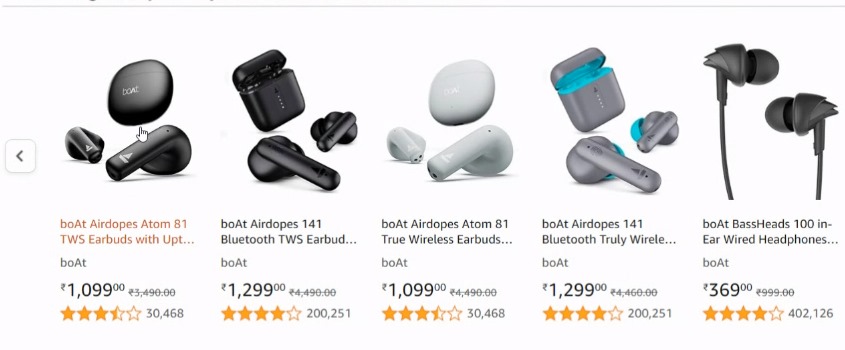 boAt
boAt
boAt Airdopes Atom 81
TWS Earbuds with Upt...
boAt
₹1,099⁰⁰ ₹3,490.00
30,468
boAt Airdopes 141
Bluetooth TWS Earbud...
boAt
₹1,299⁰⁰ ₹4,490.00
200,251
boAt Airdopes Atom 81
True Wireless Earbuds...
boAt
₹1,099⁰⁰ ₹4,490.00
30,468
boAt Airdopes 141
Bluetooth Truly Wirele...
boAt
₹1,299⁰⁰ ₹4,460.00
200,251
boAt BassHeads 100 in-
Ear Wired Headphones...
boAt
₹369⁰⁰ ₹999.00
402,126